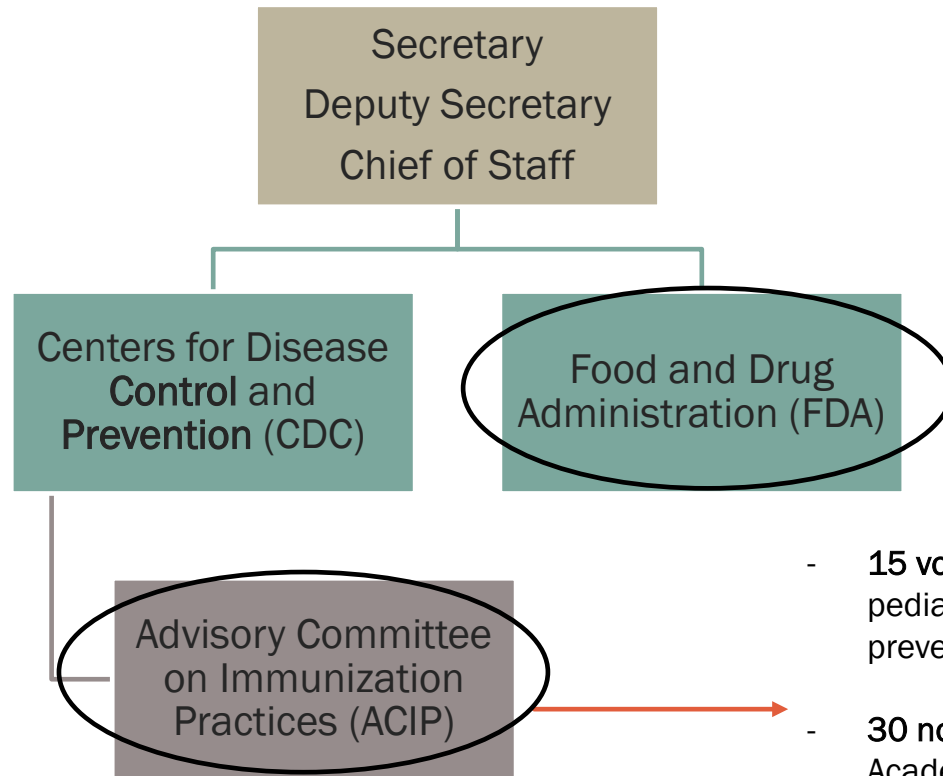 Secretary
Deputy Secretary
Chief of Staff
Centers for Disease
Control and
Prevention (CDC)
Food and Drug
Administration (FDA)
Advisory Committee
on Immunization
Practices (ACIP)
- 15
- 30